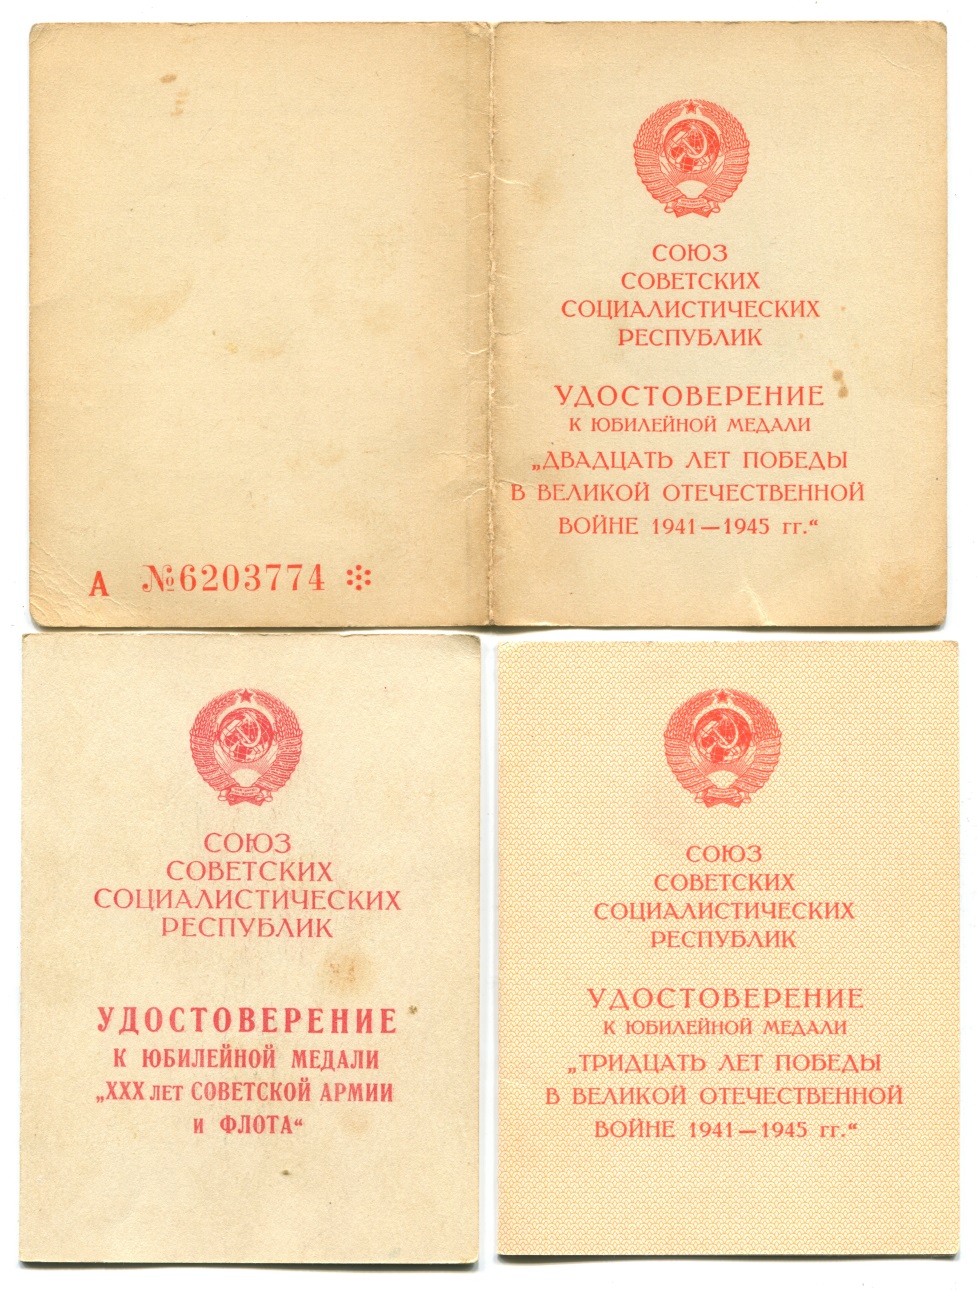 СОЮЗ
СОВЕТСКИХ
СОЦИАЛИСТИЧЕСКИХ
РЕСПУБЛИК
УДОСТОВЕРЕНИЕ
К ЮБИЛЕЙНОЙ МЕДАЛИ
„ДВАДЦАТЬ ЛЕТ ПОБЕДЫ
В ВЕЛИКОЙ ОТЕЧЕСТВЕННОЙ
ВОЙНЕ 1941—1945 гг.“
А №6203774
СОЮЗ
СОВЕТСКИХ
СОЦИАЛИСТИЧЕСКИХ
РЕСПУБЛИК
УДОСТОВЕРЕНИЕ
К ЮБИЛЕЙНОЙ МЕДАЛИ
„XXX ЛЕТ СОВЕТСКОЙ АРМИИ
И ФЛОТА“
СОЮЗ
СОВЕТСКИХ
СОЦИАЛИСТИЧЕСКИХ
РЕСПУБЛИК
УДОСТОВЕРЕНИЕ
К ЮБИЛЕЙНОЙ МЕДАЛИ
„ТРИДЦАТЬ ЛЕТ ПОБЕДЫ
В ВЕЛИКОЙ ОТЕЧЕСТВЕННОЙ
ВОЙНЕ 1941—1945 гг.“